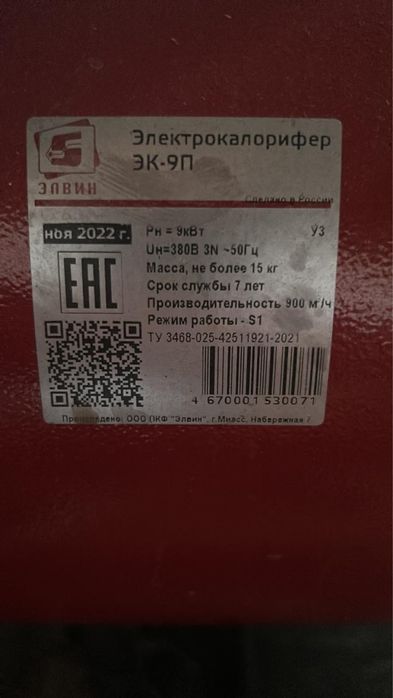 Электрокалорифер
ЭК-9П
ЭЛВИН
Сделано в России
ноя 2022 г.
Рн = 9кВт
У3
Uн=380В 3N ~50Гц
Масса, не более 15 кг
Срок службы 7 лет
Производительность 900 м³/ч
Режим работы - S1
ТУ 3468-025-42511921-2021
EAC
4 670001 530071
Произведено: ООО ПКФ "Элвин", г.Миасс, Набережная 7